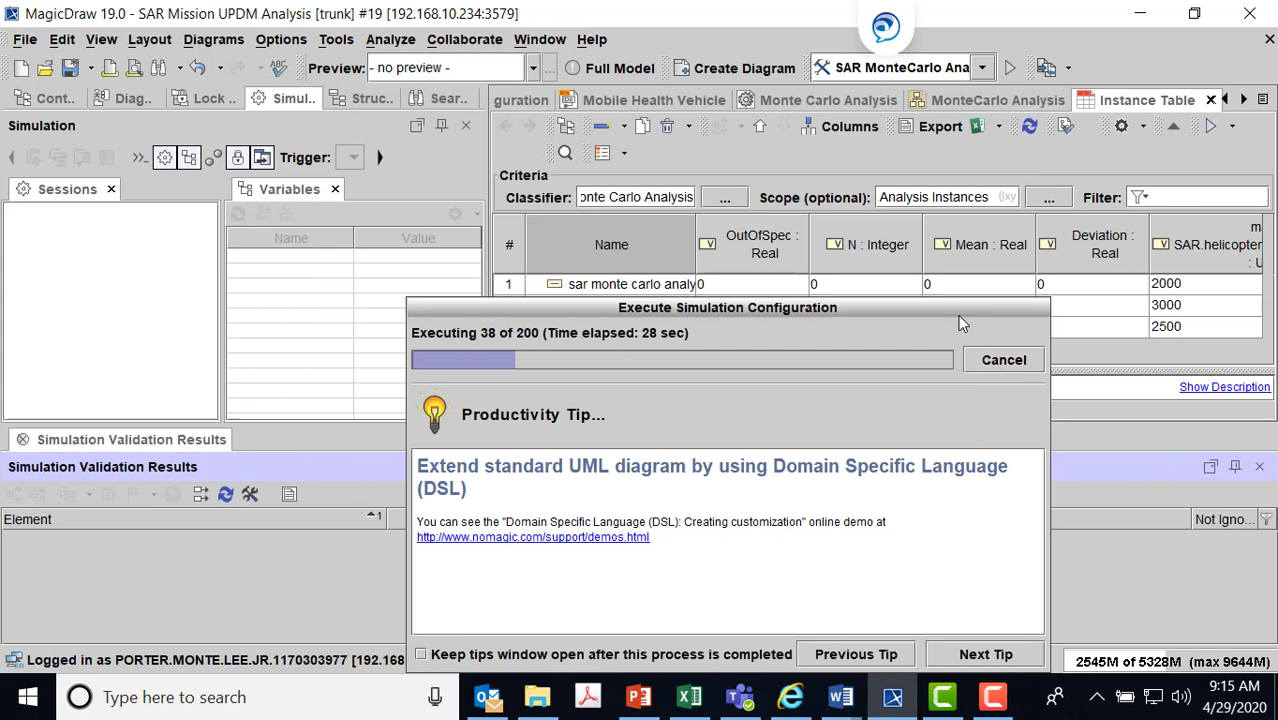 MagicDraw 19.0 - SAR Mission UPDM Analysis [trunk] #19 [192.168.10.234:3579]
File Edit View Layout Diagrams Options Tools Analyze Collaborate Window Help
Preview: - no preview - Full Model Create Diagram SAR MonteCarlo Ana
Cont.. Diag.. Lock .. Simul.. Struc.. Sear..
guration Mobile Health Vehicle Monte Carlo Analysis MonteCarlo Analysis Instance Table
Simulation
Columns Export
Trigger:
Criteria
Sessions Variables
Classifier: onte Carlo Analysis ... Scope (optional): Analysis Instances ... Filter:
Name Value
# Name OutOfSpec : Real N : Integer Mean : Real Deviation : Real SAR.helicopter
1 sar monte carlo analy 0 0 0 0 2000
3000
2500
Execute Simulation Configuration
Executing 38 of 200 (Time elapsed: 28 sec)
Cancel
Show Description
Productivity Tip...
Simulation Validation Results
Simulation Validation Results
Extend standard UML diagram by using Domain Specific Language
(DSL)
Element Not Igno...
You can see the "Domain Specific Language (DSL): Creating customization" online demo at
http://www.nomagic.com/support/demos.html
Keep tips window open after this process is completed Previous Tip Next Tip
Logged in as PORTER.MONTE.LEE.JR.1170303977 [192.168 2545M of 5328M (max 9644M)
Type here to search
9:15 AM
4/29/2020